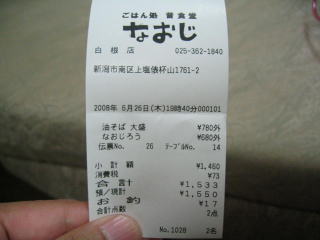 ごはん処 昔食堂
なおじ
白根店 025-362-1840
新潟市南区上塩俵杯山1761-2
2008年 6月26日(木)19時40分000101
油そば 大盛 ¥780外
なおじろう ¥680外
伝票No. 26 テーブルNo. 14
小計額 ¥1,460
消費税 ¥73
合計 ¥1,533
預/現計 ¥1,550
お釣 ¥17
合計点数 2点
No.1028 2名